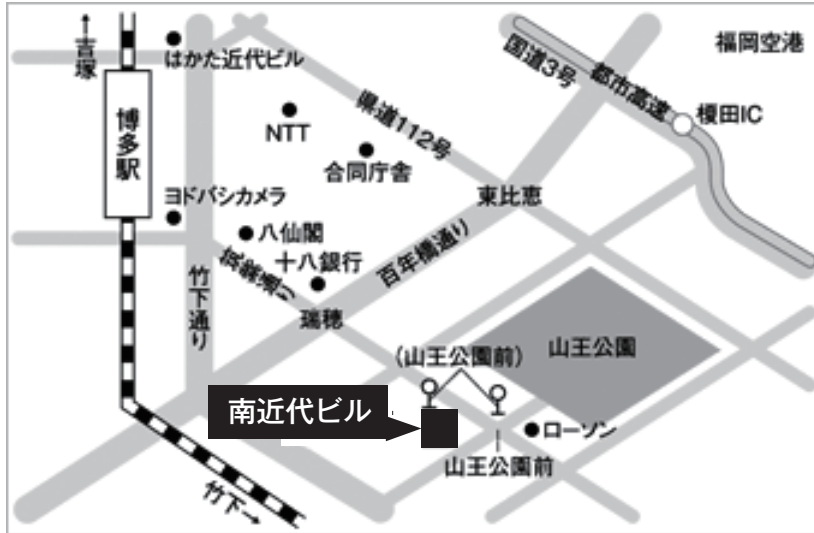 ←吉塚
はかた近代ビル
国道3号
都市高速
福岡空港
博多駅
NTT
県道112号
榎田IC
合同庁舎
ヨドバシカメラ
東比恵
八仙閣
百年橋通り
竹下通り
筑紫通り
十八銀行
瑞穂
(山王公園前)
山王公園
南近代ビル
ローソン
山王公園前
竹下→